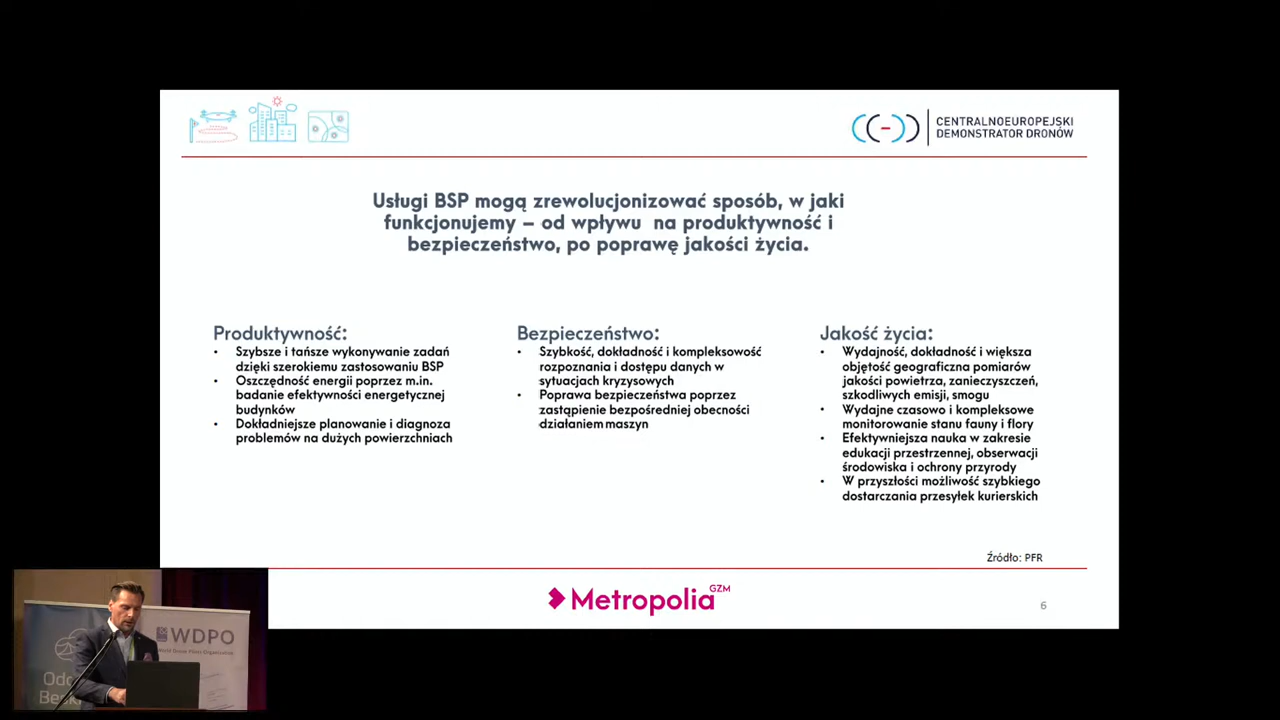 CENTRALNOEUROPEJSKI
DEMONSTRATOR DRONÓW
Usługi BSP mogą zrewolucjonizować sposób, w jaki
funkcjonujemy – od wpływu na produktywność i
bezpieczeństwo, po poprawę jakości życia.
Produktywność:
• Szybsze i tańsze wykonywanie zadań
dzięki szerokiemu zastosowaniu BSP
• Oszczędność energii poprzez m.in.
badanie efektywności energetycznej
budynków
• Dokładniejsze planowanie i diagnoza
problemów na dużych powierzchniach
Bezpieczeństwo:
• Szybkość, dokładność i kompleksowość
rozpoznania i dostępu danych w
sytuacjach kryzysowych
• Poprawa bezpieczeństwa poprzez
zastąpienie bezpośredniej obecności
działaniem maszyn
Jakość życia:
• Wydajność, dokładność i większa
objętość geograficzna pomiarów
jakości powietrza, zanieczyszczeń,
szkodliwych emisji, smogu
• Wydajne czasowo i kompleksowe
monitorowanie stanu fauny i flory
• Efektywniejsza nauka w zakresie
edukacji przestrzennej, obserwacji
środowiska i ochrony przyrody
• W przyszłości możliwość szybkiego
dostarczania przesyłek kurierskich
Źródło: PFR
Metropolia GZM
6
WDPO
World Drone Pilots Organisation